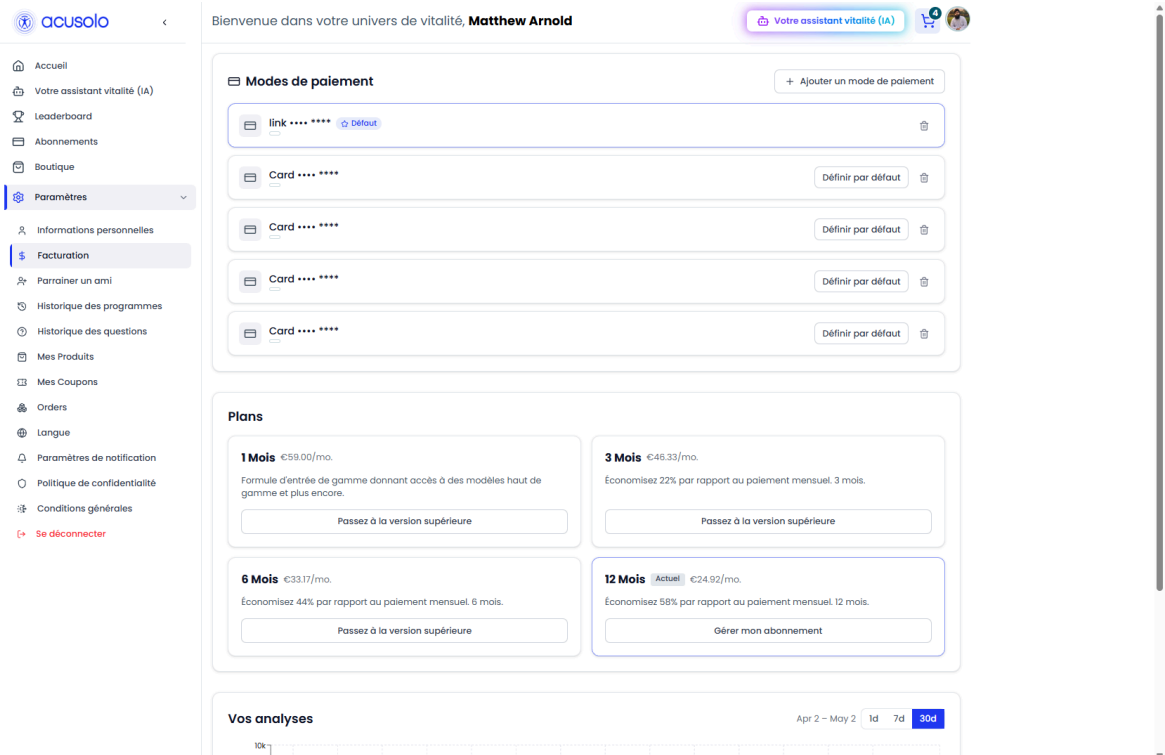 acusolo
Bienvenue dans votre univers de vitalité, Matthew Arnold
Votre assistant vitalité (IA)
4
Accueil
Votre assistant vitalité (IA)
Leaderboard
Abonnements
Boutique
Paramètres
Informations personnelles
Facturation
Parrainer un ami
Historique des programmes
Historique des questions
Mes Produits
Mes Coupons
Orders
Langue
Paramètres de notification
Politique de confidentialité
Conditions générales
Se déconnecter
Modes de paiement
+ Ajouter un mode de paiement
link •••• **** Défaut
Card •••• ****
Définir par défaut
Card •••• ****
Définir par défaut
Card •••• ****
Définir par défaut
Card •••• ****
Définir par défaut
Plans
1 Mois €59.00/mo.
Formule d'entrée de gamme donnant accès à des modèles haut de
gamme et plus encore.
Passez à la version supérieure
3 Mois €46.33/mo.
Économisez 22% par rapport au paiement mensuel. 3 mois.
Passez à la version supérieure
6 Mois €33.17/mo.
Économisez 44% par rapport au paiement mensuel. 6 mois.
Passez à la version supérieure
12 Mois Actuel €24.92/mo.
Économisez 58% par rapport au paiement mensuel. 12 mois.
Gérer mon abonnement
Vos analyses
Apr 2 – May 2 1d 7d 30d
10k